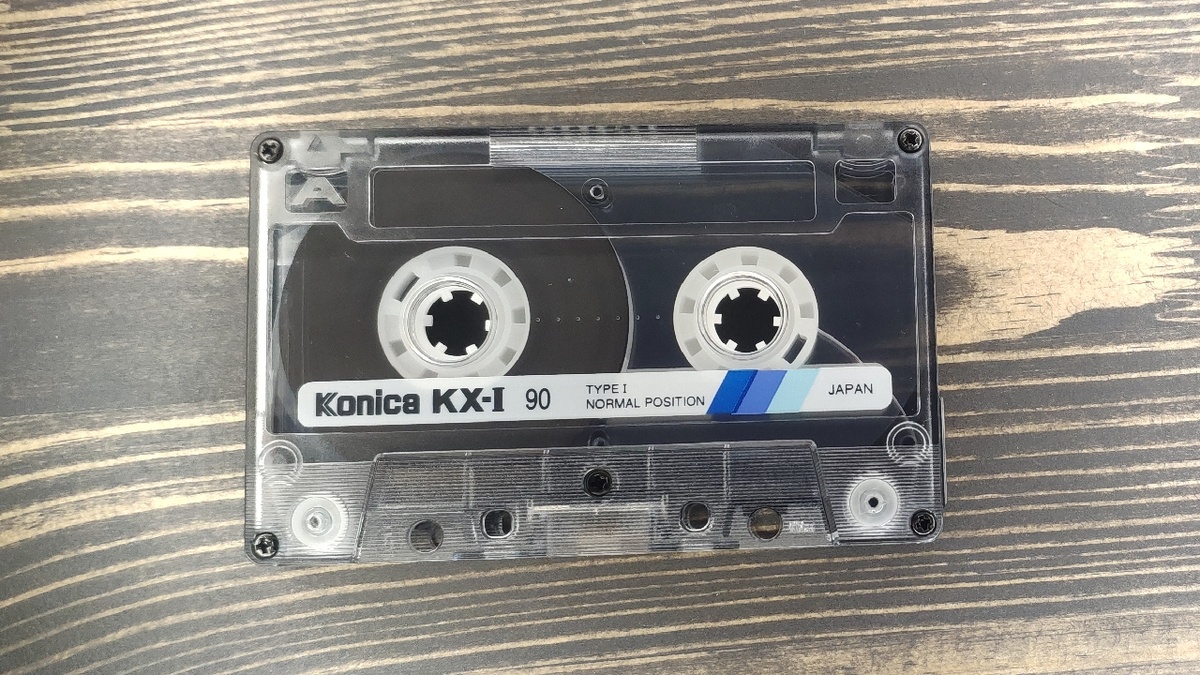 A
Konica KX-I 90
TYPE I
NORMAL POSITION
JAPAN